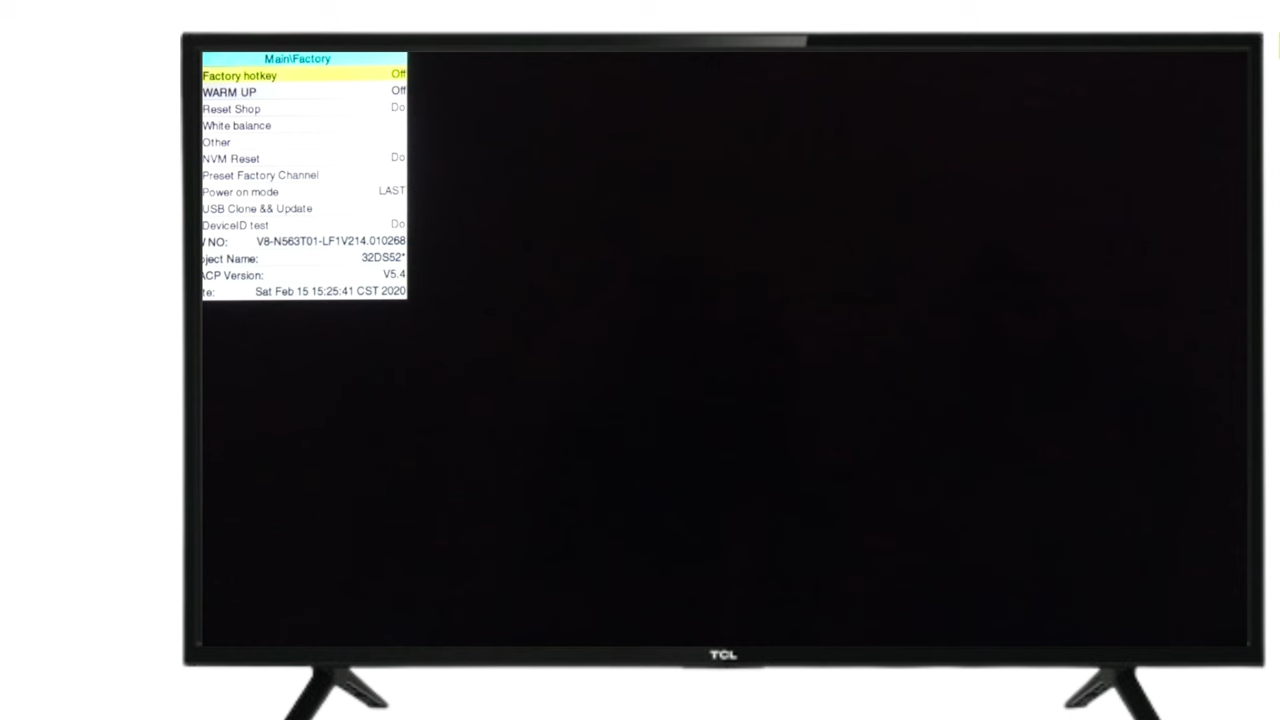 Main\Factory
Factory hotkey Off
WARM UP Off
Reset Shop Do
White balance
Other
NVM Reset Do
Preset Factory Channel
Power on mode LAST
USB Clone && Update
DeviceID test Do
NO: V8-N563T01-LF1V214.010268
ject Name: 32DS52*
CP Version: V5.4
te: Sat Feb 15 15:25:41 CST 2020
TCL